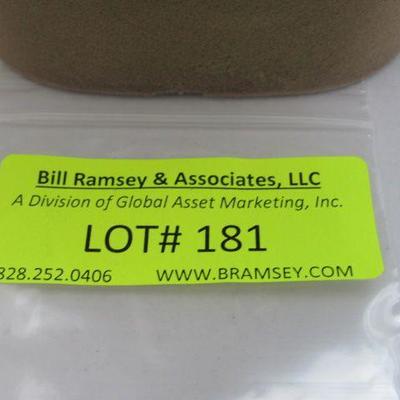 Bill Ramsey & Associates, LLC
A Division of Global Asset Marketing, Inc.
LOT# 181
828.252.0406 WWW.BRAMSEY.COM